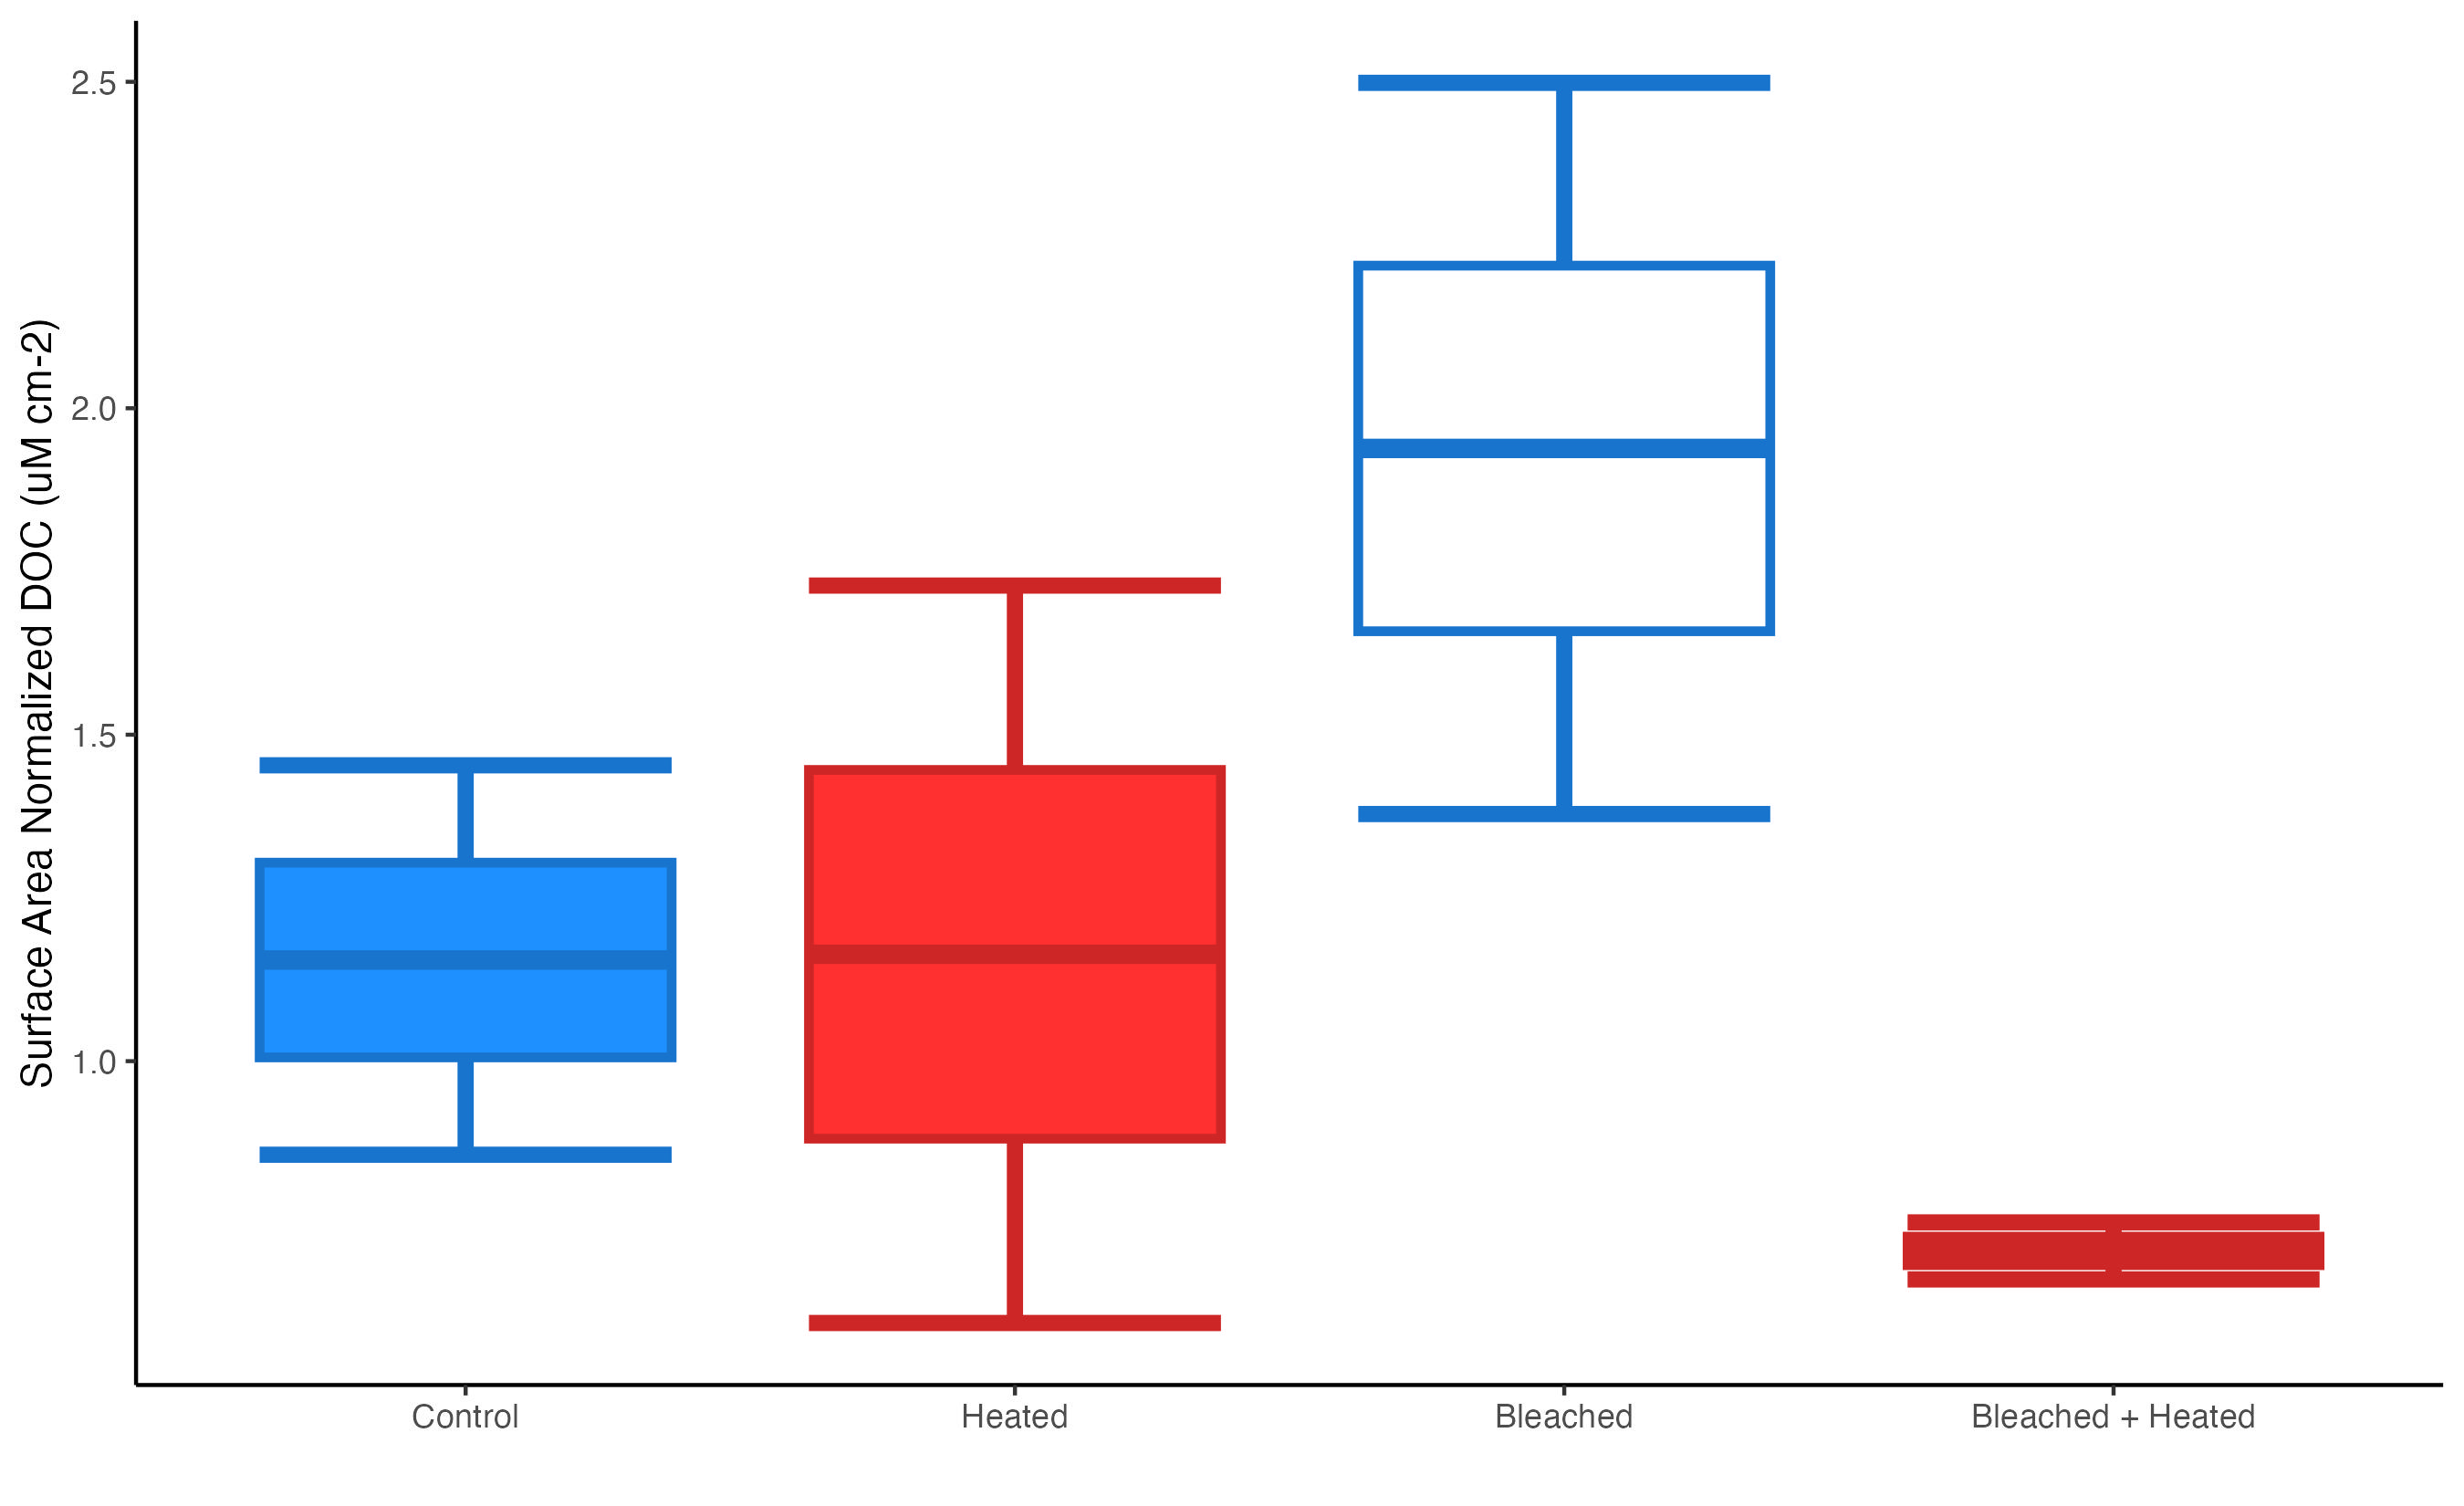 Surface Area Normalized DOC (uM cm-2)
2.5
2.0
1.5
1.0
Control
Heated
Bleached
Bleached + Heated